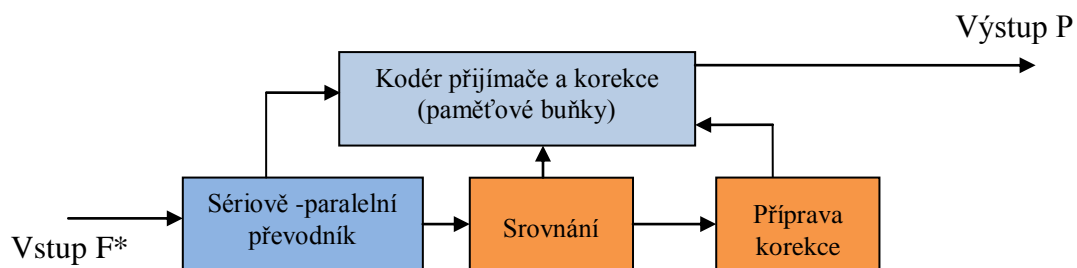 Výstup P
Kodér přijímače a korekce
(paměťové buňky)
Sériově -paralelní
převodník
Srovnání
Příprava
korekce
Vstup F*